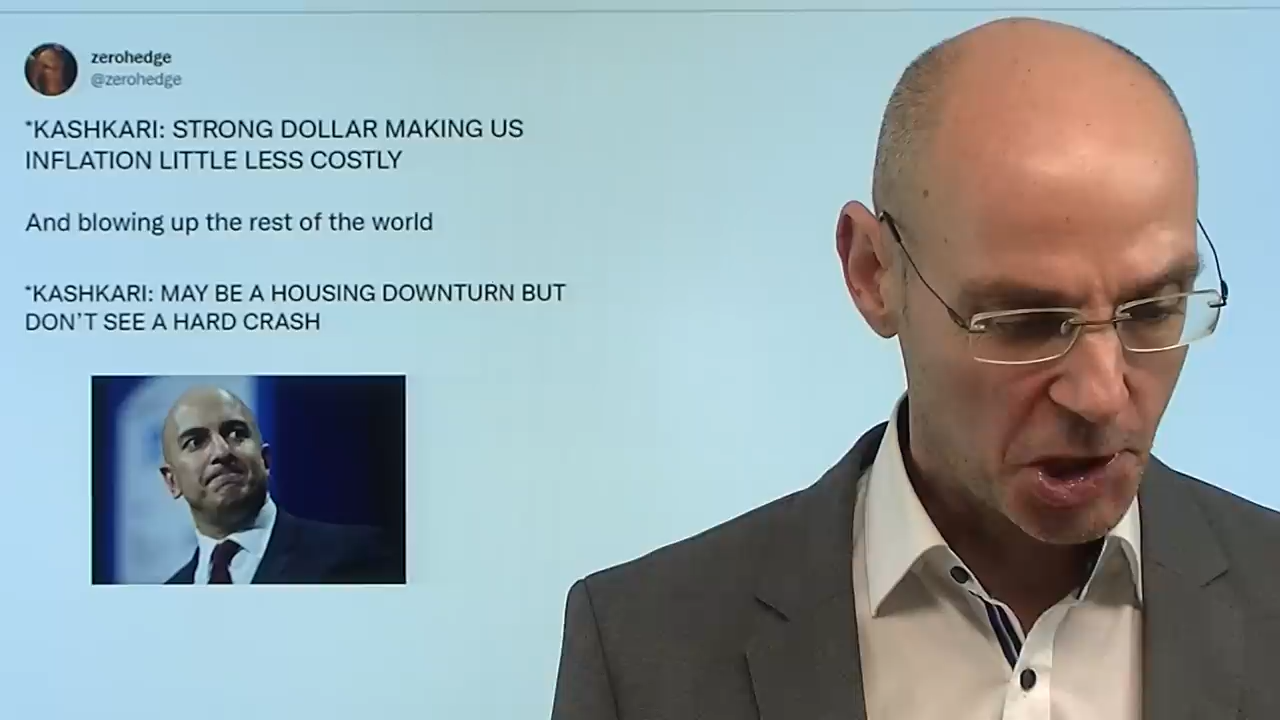 zerohedge
@zerohedge
*KASHKARI: STRONG DOLLAR MAKING US
INFLATION LITTLE LESS COSTLY
And blowing up the rest of the world
*KASHKARI: MAY BE A HOUSING DOWNTURN BUT
DON'T SEE A HARD CRASH